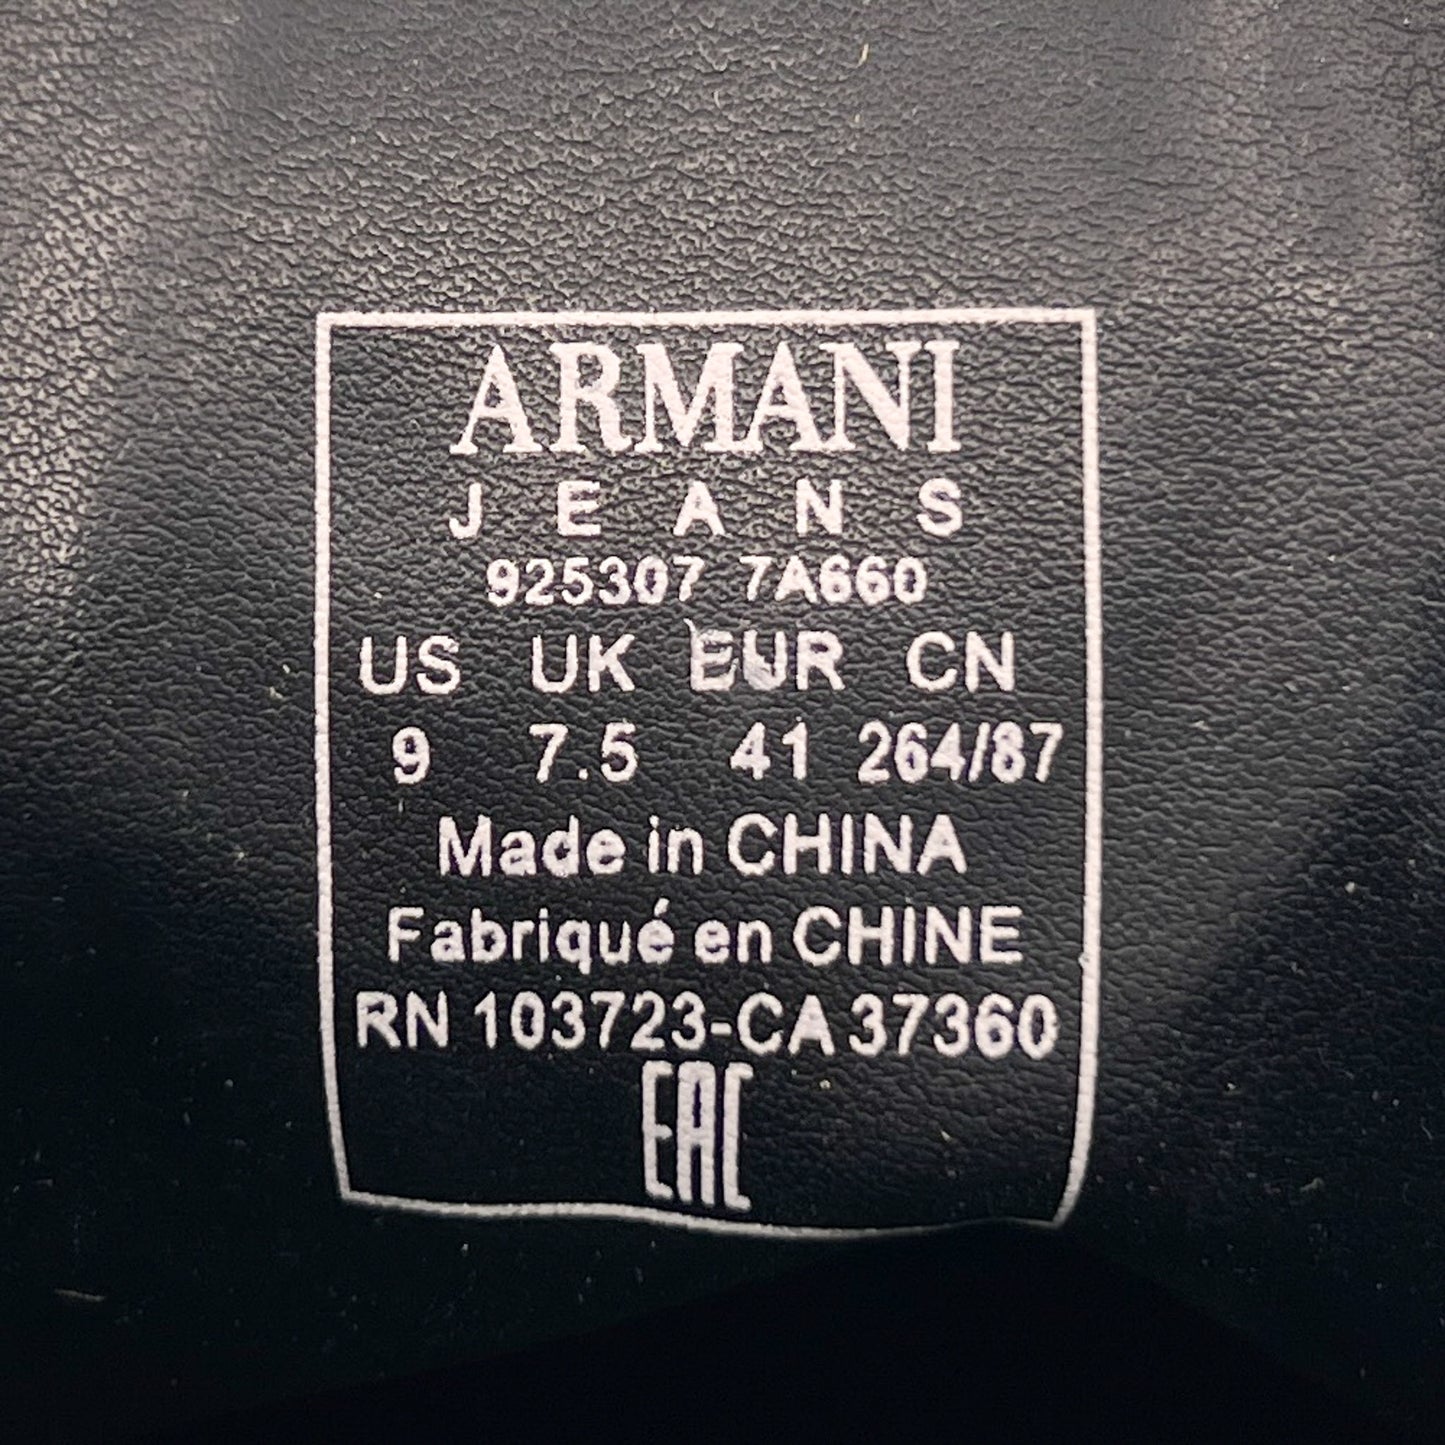 ARMANI
JEANS
925307 7A660
US UK EUR CN
9 7.5 41 264/87
Made in CHINA
Fabriqué en CHINE
RN 103723-CA 37360
EAC